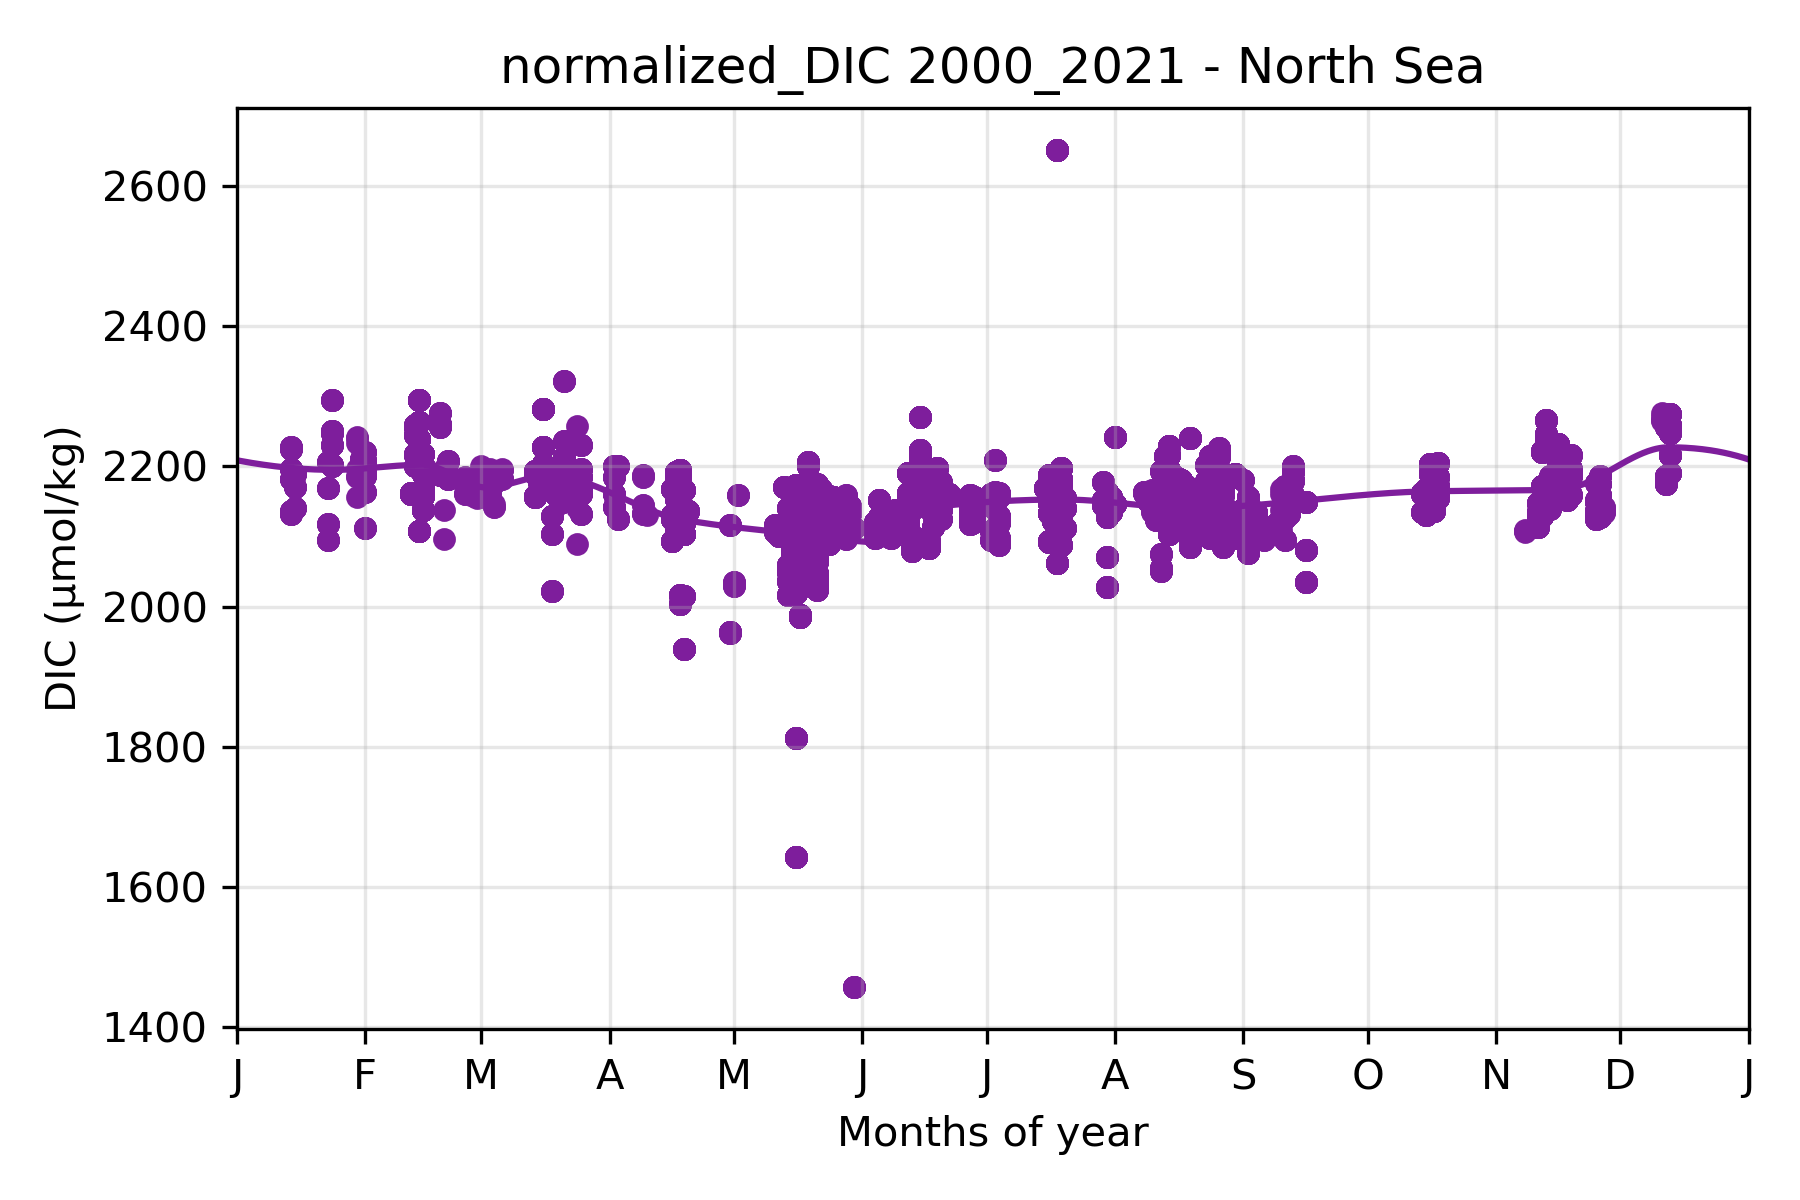 normalized_DIC 2000_2021 - North Sea
DIC (µmol/kg)
2600
2400
2200
2000
1800
1600
1400
J F M A M J J A S O N D J
Months of year